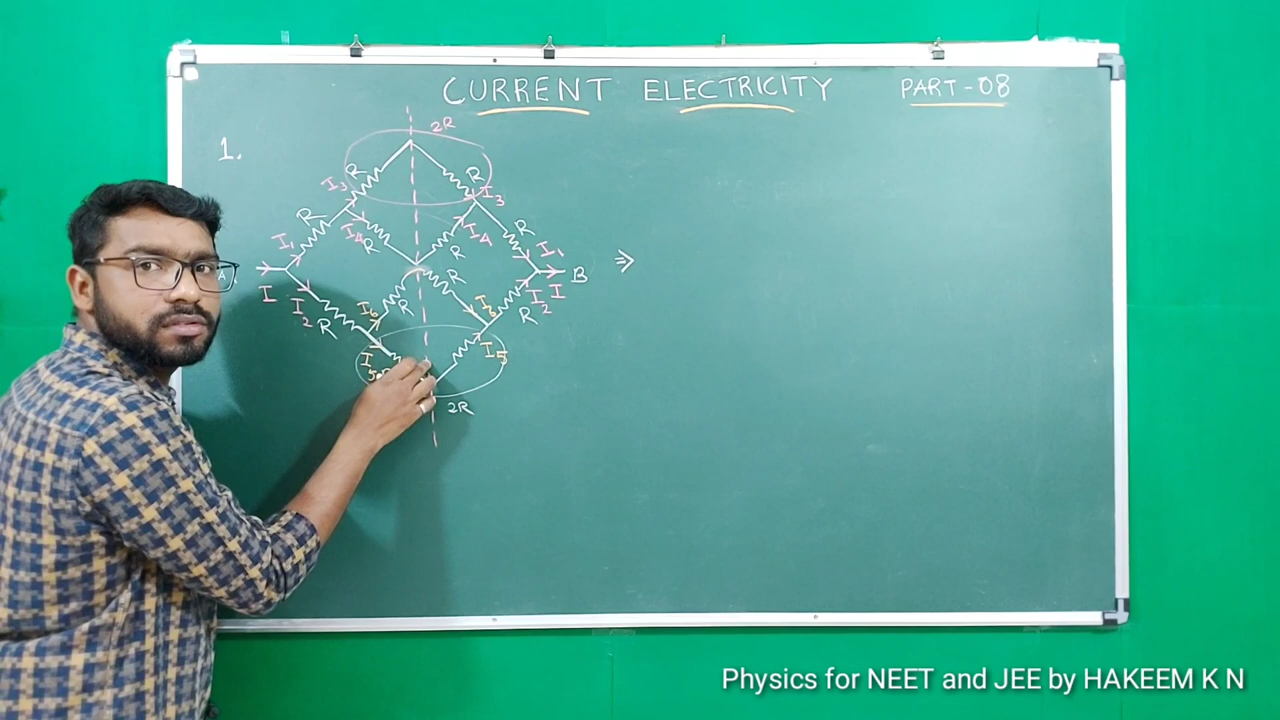 CURRENT ELECTRICITY PART-08
1.
2R
R R
I3 I3
R R
I1 I4 R R I4 I1
A B
I I
I2 R R I2
I6 R R I6
R R
I5 I5
2R
⇒
Physics for NEET and JEE by HAKEEM K N